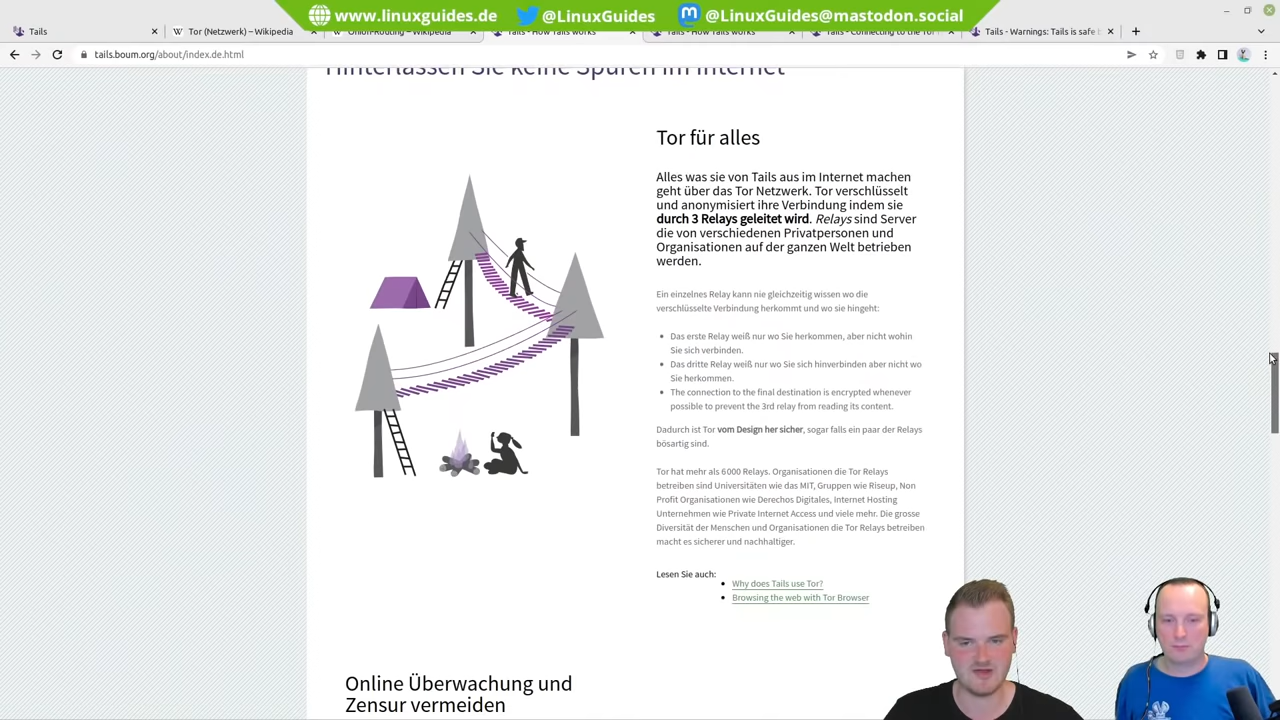 www.linuxguides.de @LinuxGuides @LinuxGuides@mastodon.social
Tails Tor (Netzwerk) – Wikipedia Onion-Routing – Wikipedia Tails - How Tails works Tails - How Tails works Tails - Connecting to the Tor Tails - Warnings: Tails is safe b
tails.boum.org/about/index.de.html
Hinterlassen Sie keine Spuren im Internet
Tor für alles
Alles was sie von Tails aus im Internet machen
geht über das Tor Netzwerk. Tor verschlüsselt
und anonymisiert ihre Verbindung indem sie
durch 3 Relays geleitet wird. Relays sind Server
die von verschiedenen Privatpersonen und
Organisationen auf der ganzen Welt betrieben
werden.
Ein einzelnes Relay kann nie gleichzeitig wissen wo die
verschlüsselte Verbindung herkommt und wo sie hingeht:
Das erste Relay weiß nur wo Sie herkommen, aber nicht wohin
Sie sich verbinden.
Das dritte Relay weiß nur wo Sie sich hinverbinden aber nicht wo
Sie herkommen.
The connection to the final destination is encrypted whenever
possible to prevent the 3rd relay from reading its content.
Dadurch ist Tor vom Design her sicher, sogar falls ein paar der Relays
bösartig sind.
Tor hat mehr als 6 000 Relays. Organisationen die Tor Relays
betreiben sind Universitäten wie das MIT, Gruppen wie Riseup, Non
Profit Organisationen wie Derechos Digitales, Internet Hosting
Unternehmen wie Private Internet Access und viele mehr. Die grosse
Diversität der Menschen und Organisationen die Tor Relays betreiben
macht es sicherer und nachhaltiger.
Lesen Sie auch:
Why does Tails use Tor?
Browsing the web with Tor Browser
Online Überwachung und
Zensur vermeiden